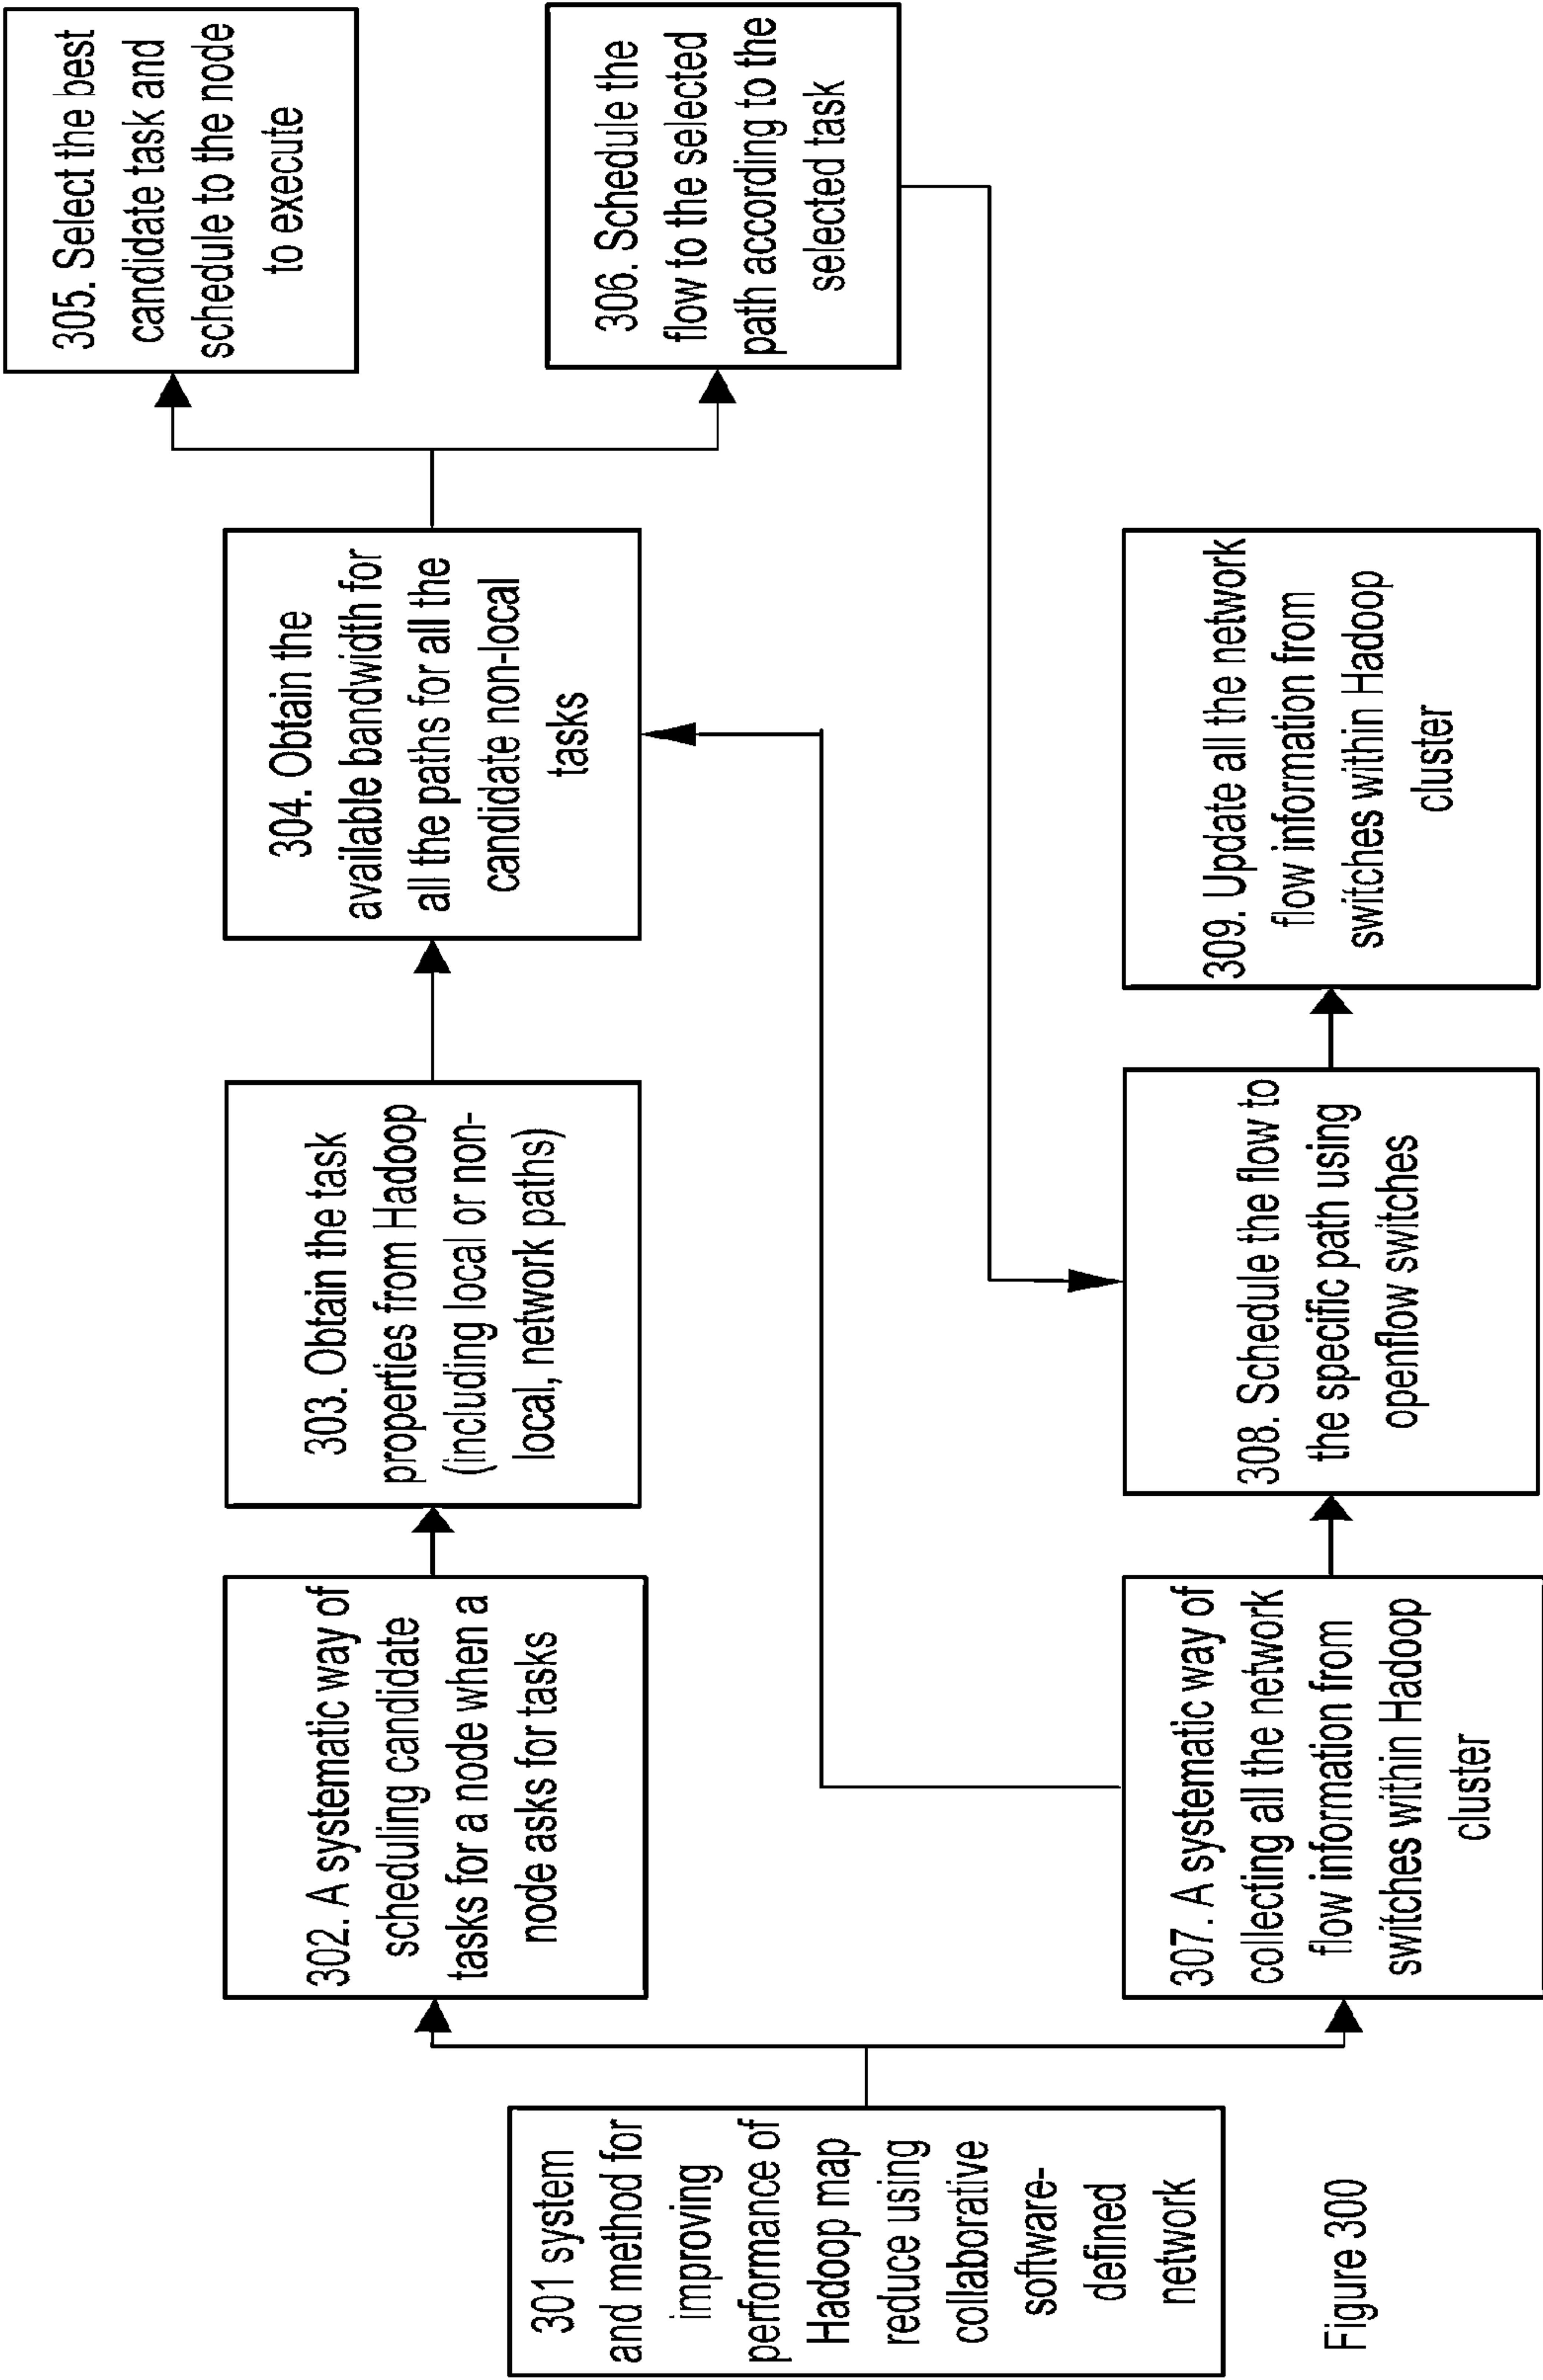 301 system
and method for
improving
performance of
Hadoop map
reduce using
collaborative
software-
defined
network
302. A systematic way of
scheduling candidate
tasks for a node when a
node asks for tasks
303. Obtain the task
properties from Hadoop
(including local or non-
local, network paths)
304. Obtain the
available bandwidth for
all the paths for all the
candidate non-local
tasks
305. Select the best
candidate task and
schedule to the node
to execute
306. Schedule the
flow to the selected
path according to the
selected task
307. A systematic way of
collecting all the network
flow information from
switches within Hadoop
cluster
308. Schedule the flow to
the specific path using
openflow switches
309. Update all the network
flow information from
switches within Hadoop
cluster
Figure 300